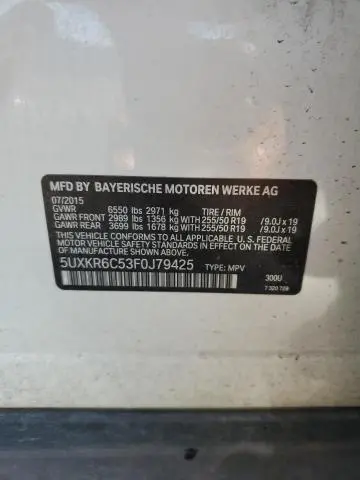 MFD BY BAYERISCHE MOTOREN WERKE AG
07/2015
GVWR 6550 lbs 2971 kg TIRE / RIM
GAWR FRONT 2989 lbs 1356 kg WITH 255/50 R19 /9.0J x 19
GAWR REAR 3699 lbs 1678 kg WITH 255/50 R19 /9.0J x 19
THIS VEHICLE CONFORMS TO ALL APPLICABLE U.S. FEDERAL
MOTOR VEHICLE SAFETY STANDARDS IN EFFECT ON THE DATE
OF MANUFACTURE SHOWN ABOVE.
5UXKR6C53F0J79425 TYPE: MPV 300U
7 320 759